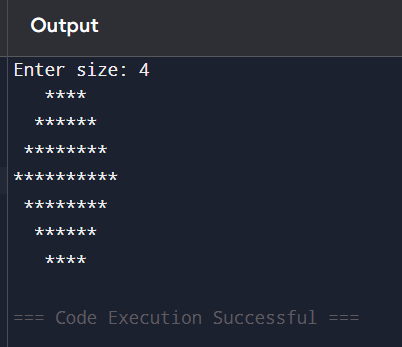 Output
Enter size: 4
   ****
  ******
 ********
**********
 ********
  ******
   ****
=== Code Execution Successful ===